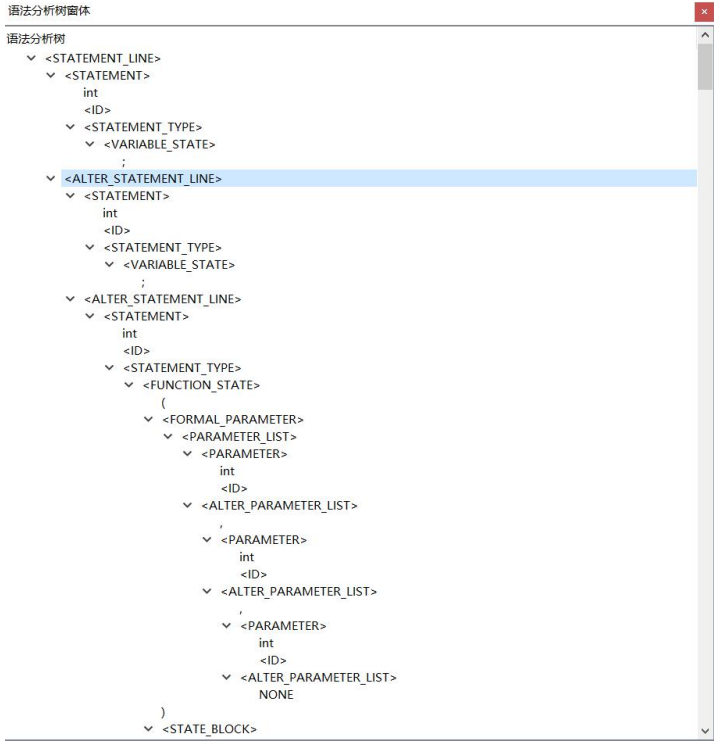 语法分析树窗体
语法分析树
<STATEMENT_LINE>
<STATEMENT>
int
<ID>
<STATEMENT_TYPE>
<VARIABLE_STATE>
;
<ALTER_STATEMENT_LINE>
<STATEMENT>
int
<ID>
<STATEMENT_TYPE>
<VARIABLE_STATE>
;
<ALTER_STATEMENT_LINE>
<STATEMENT>
int
<ID>
<STATEMENT_TYPE>
<FUNCTION_STATE>
(
<FORMAL_PARAMETER>
<PARAMETER_LIST>
<PARAMETER>
int
<ID>
<ALTER_PARAMETER_LIST>
,
<PARAMETER>
int
<ID>
<ALTER_PARAMETER_LIST>
,
<PARAMETER>
int
<ID>
<ALTER_PARAMETER_LIST>
NONE
)
<STATE_BLOCK>